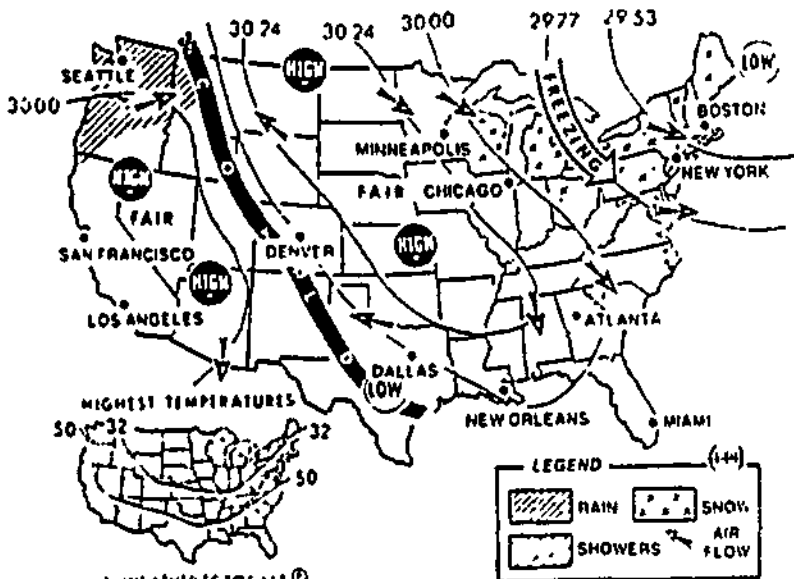 30 24
30 24
3000
2977
29 53
LOW
SEATTLE
HIGH
FREEZING
BOSTON
3000
MINNEAPOLIS
NEW YORK
HIGH
FAIR
FAIR
CHICAGO
SAN FRANCISCO
DENVER
HIGH
HIGH
LOS ANGELES
ATLANTA
DALLAS
LOW
HIGHEST TEMPERATURES
NEW ORLEANS
MIAMI
50
32
32
50
LEGEND
RAIN
SNOW
SHOWERS
AIR
FLOW